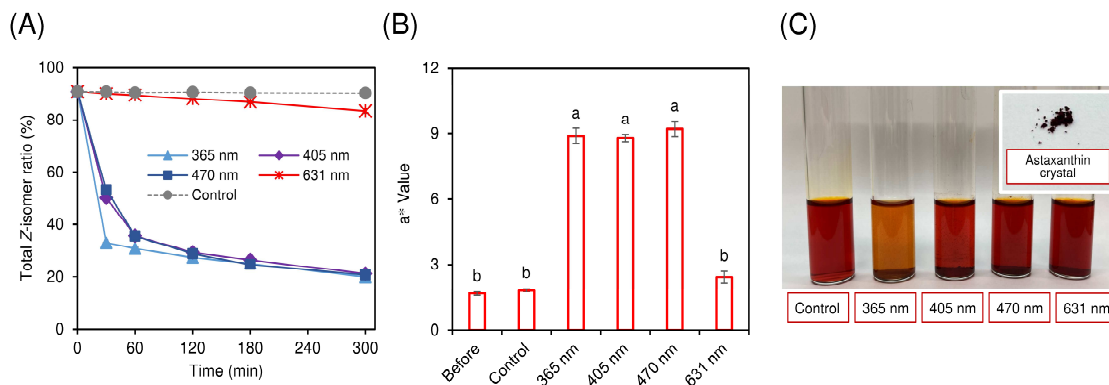 (A)
Total Z-isomer ratio (%)
100
80
60
40
20
0
0
60
120
180
240
300
Time (min)
365 nm
405 nm
470 nm
631 nm
Control
(B)
a* Value
12
9
6
3
0
b
b
a
a
a
b
Before
Control
365 nm
405 nm
470 nm
631 nm
(C)
Astaxanthin
crystal
Control
365 nm
405 nm
470 nm
631 nm